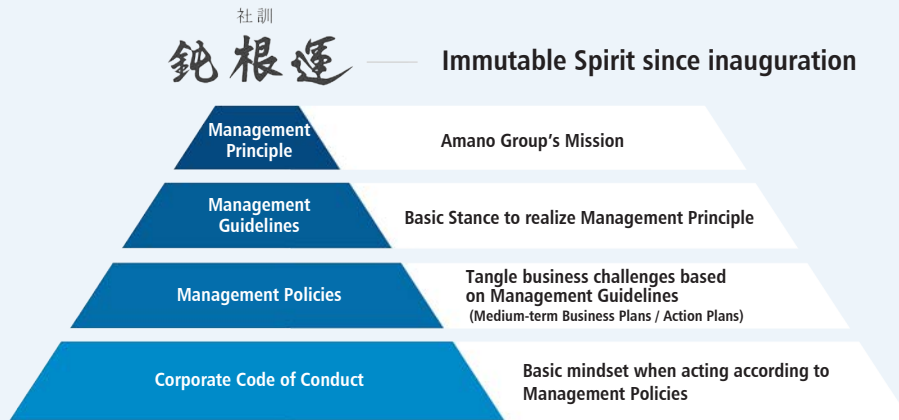 社訓
鈍根運
Immutable Spirit since inauguration
Management
Principle
Amano Group's Mission
Management
Guidelines
Basic Stance to realize Management Principle
Management Policies
Tangle business challenges based
on Management Guidelines
(Medium-term Business Plans / Action Plans)
Corporate Code of Conduct
Basic mindset when acting according to
Management Policies